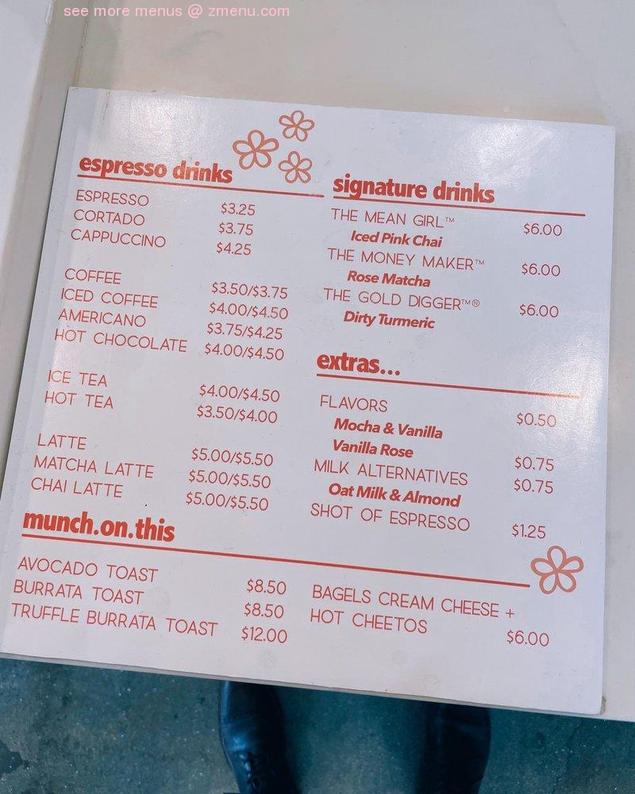 see more menus @ zmenu.com
espresso drinks
ESPRESSO $3.25
CORTADO $3.75
CAPPUCCINO $4.25
COFFEE $3.50/$3.75
ICED COFFEE $4.00/$4.50
AMERICANO $3.75/$4.25
HOT CHOCOLATE $4.00/$4.50
ICE TEA $4.00/$4.50
HOT TEA $3.50/$4.00
LATTE $5.00/$5.50
MATCHA LATTE $5.00/$5.50
CHAI LATTE $5.00/$5.50
signature drinks
THE MEAN GIRL™ $6.00
Iced Pink Chai
THE MONEY MAKER™ $6.00
Rose Matcha
THE GOLD DIGGER™® $6.00
Dirty Turmeric
extras...
FLAVORS $0.50
Mocha & Vanilla
Vanilla Rose $0.75
MILK ALTERNATIVES $0.75
Oat Milk & Almond
SHOT OF ESPRESSO $1.25
munch.on.this
AVOCADO TOAST $8.50
BURRATA TOAST $8.50
TRUFFLE BURRATA TOAST $12.00
BAGELS CREAM CHEESE +
HOT CHEETOS $6.00